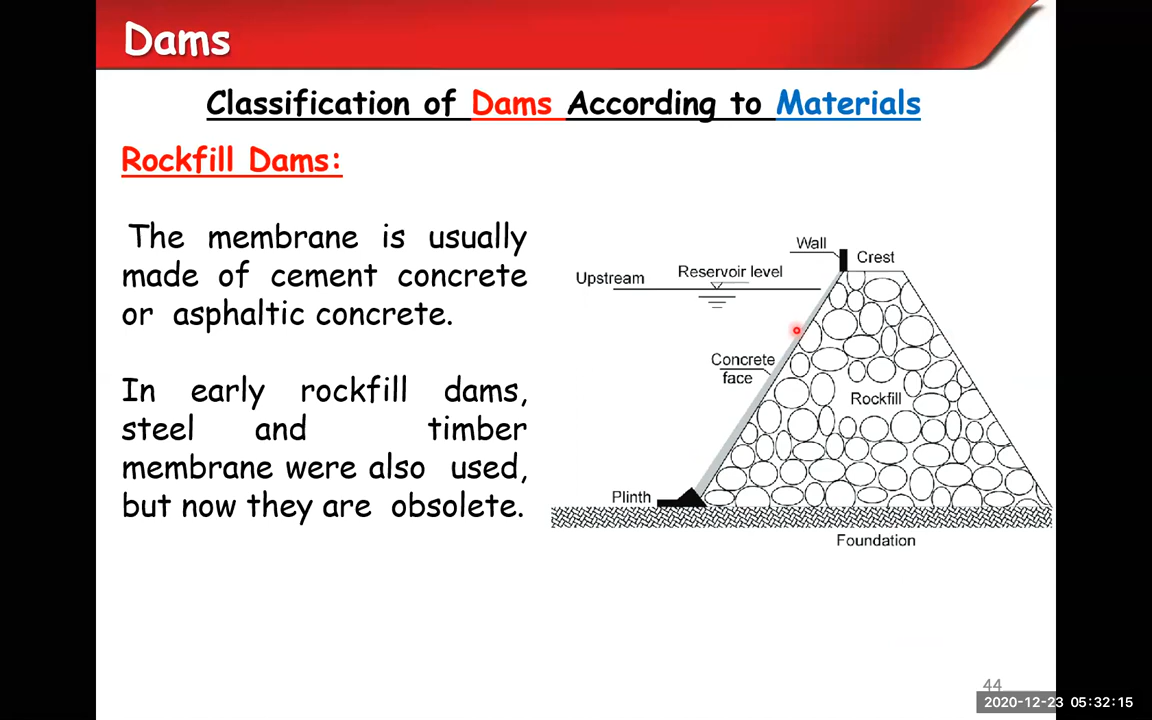 Dams
Classification of Dams According to Materials
Rockfill Dams:
The membrane is usually
made of cement concrete
or asphaltic concrete.
In early rockfill dams,
steel and timber
membrane were also used,
but now they are obsolete.
Wall
Crest
Reservoir level
Upstream
Concrete
face
Rockfill
Plinth
Foundation
44
2020-12-23 05:32:15